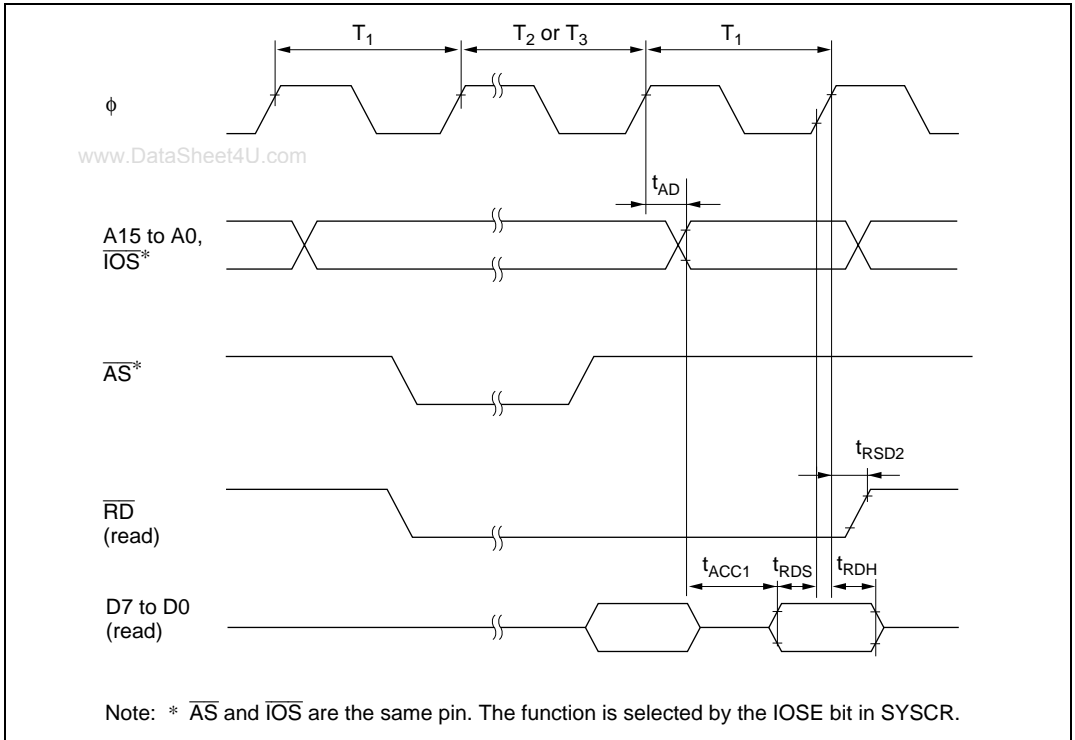 T1 T2 or T3 T1
ϕ
www.DataSheet4U.com
tAD
A15 to A0,
IOS*
AS*
tRSD2
RD
(read)
tACC1 tRDS tRDH
D7 to D0
(read)
Note: * AS and IOS are the same pin. The function is selected by the IOSE bit in SYSCR.